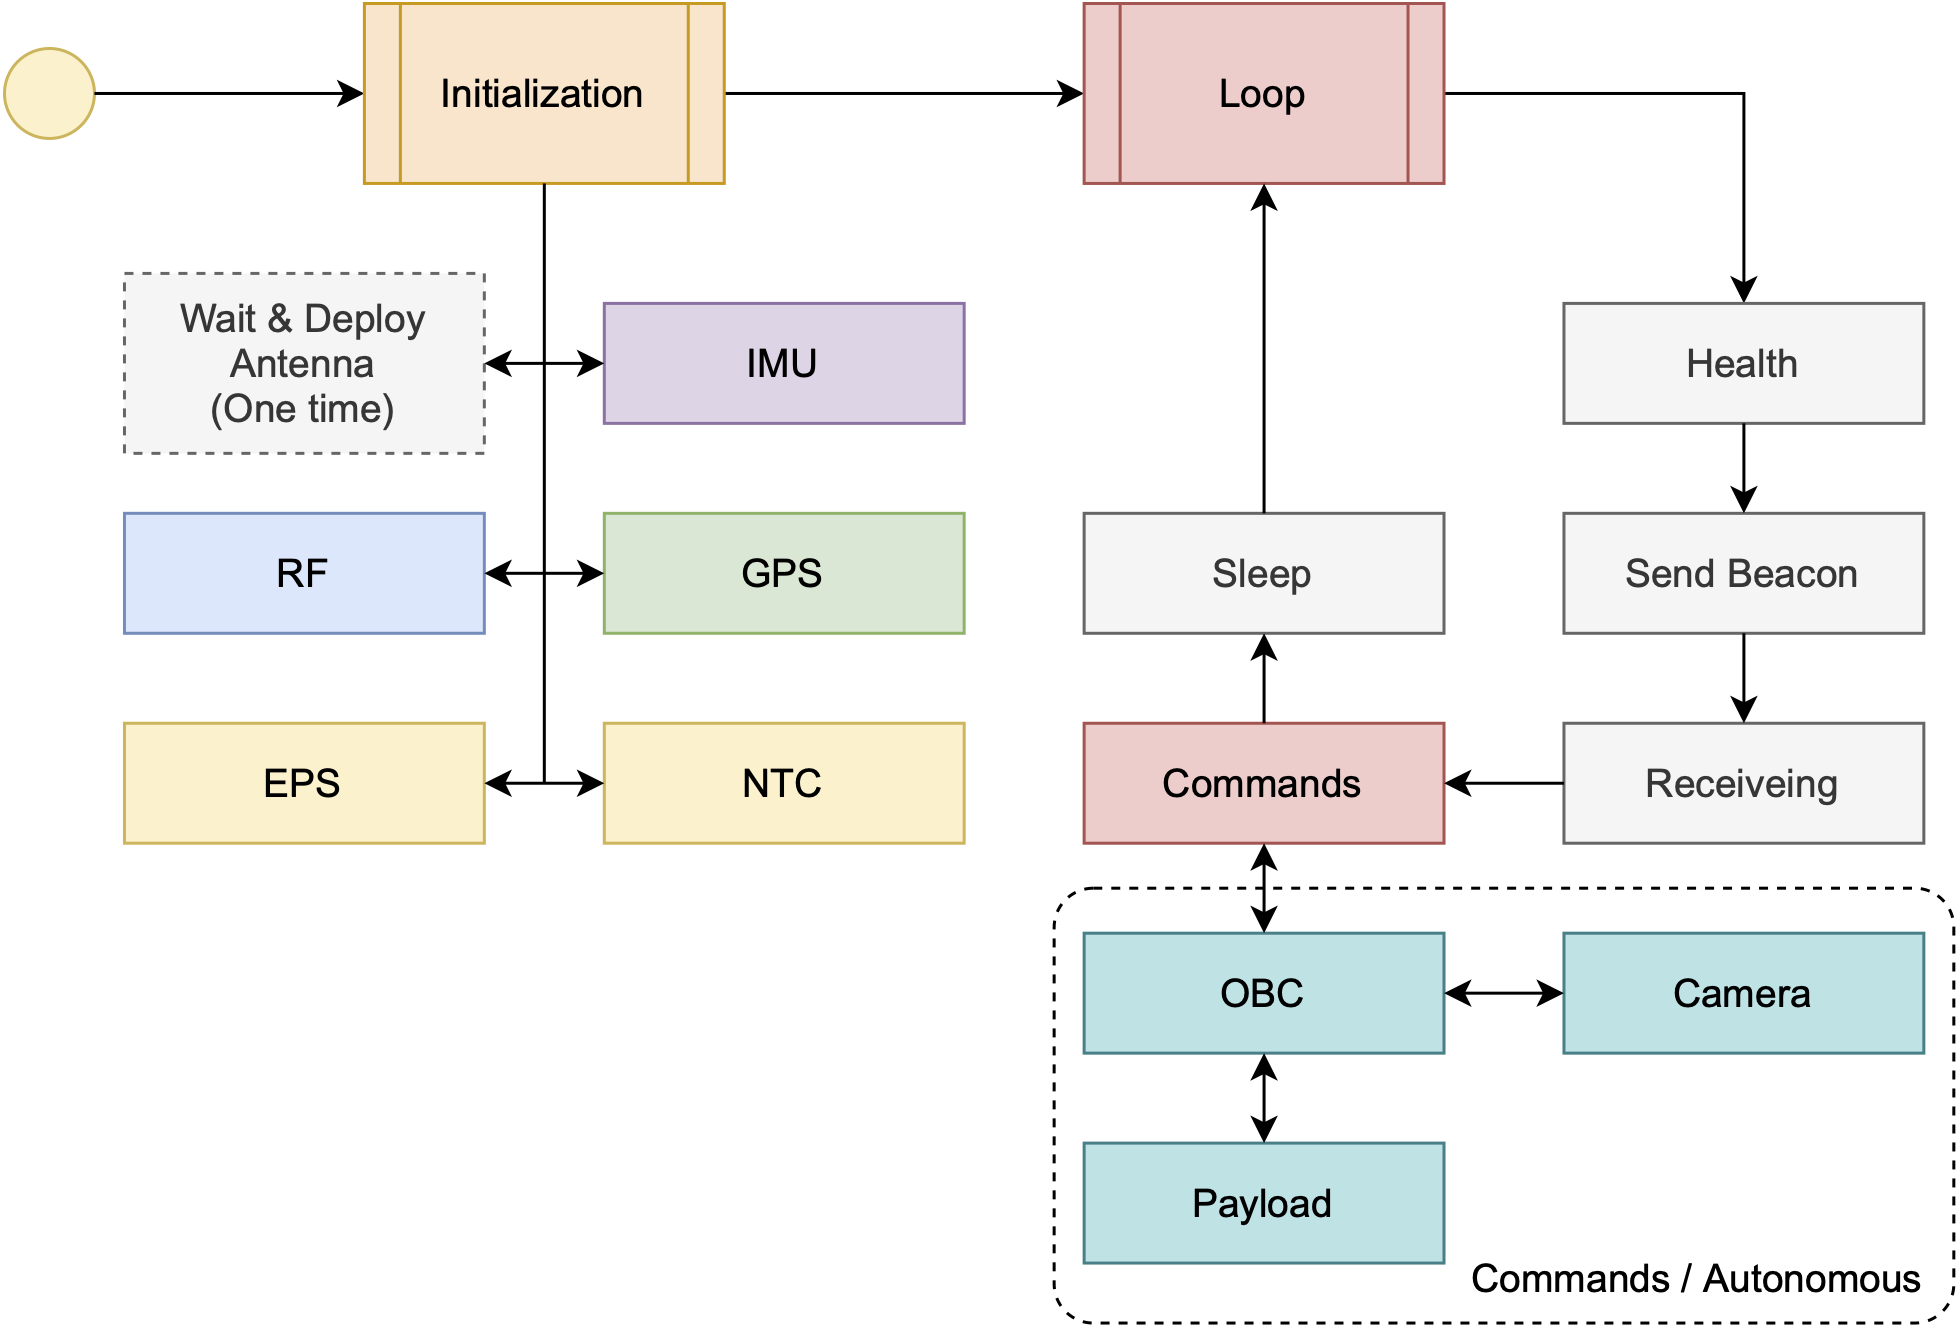 Initialization
Loop
Wait & Deploy
Antenna
(One time)
IMU
Health
RF
GPS
Sleep
Send Beacon
EPS
NTC
Commands
Receiveing
OBC
Camera
Payload
Commands / Autonomous